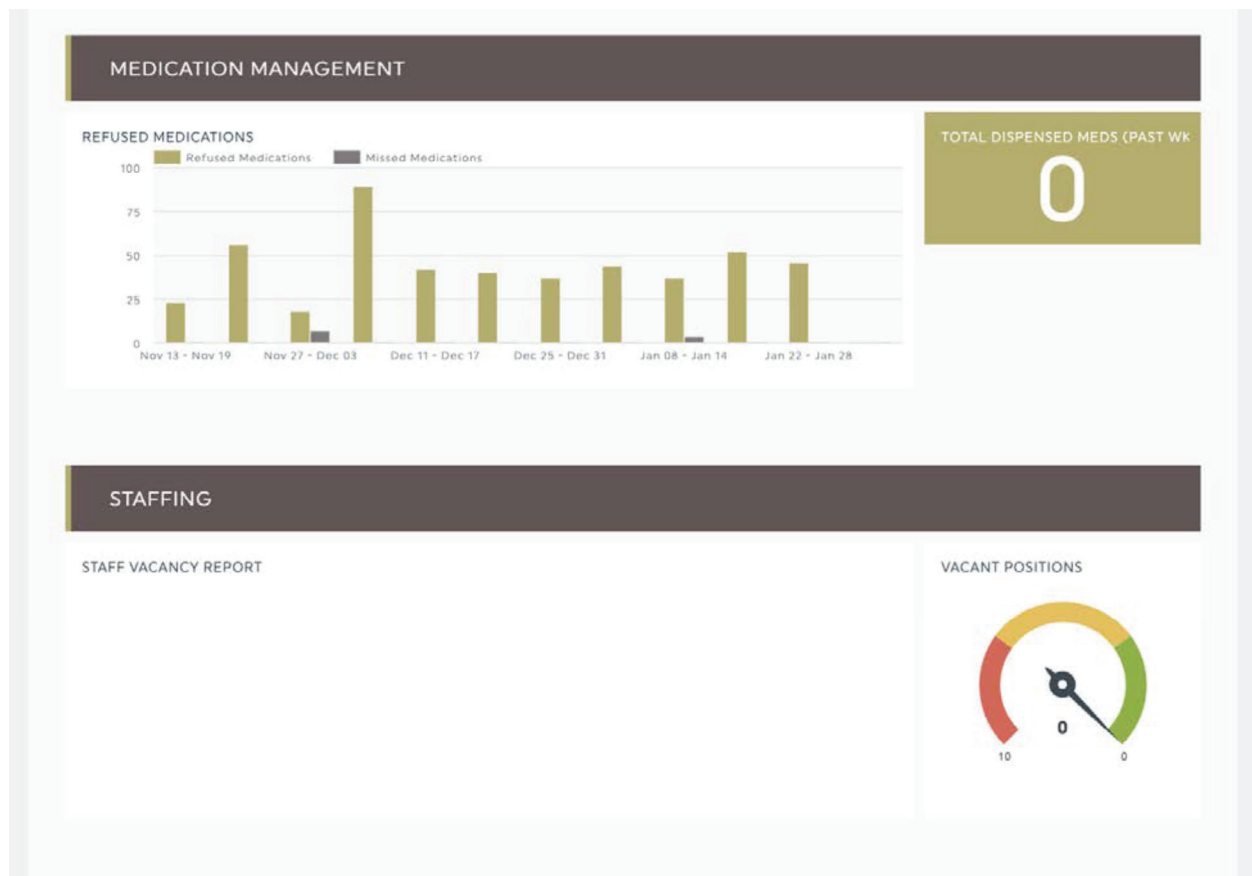 MEDICATION MANAGEMENT
REFUSED MEDICATIONS
Refused Medications Missed Medications
100
75
50
25
0
Nov 13 - Nov 19 Nov 27 - Dec 03 Dec 11 - Dec 17 Dec 25 - Dec 31 Jan 08 - Jan 14 Jan 22 - Jan 28
TOTAL DISPENSED MEDS (PAST WK
0
STAFFING
STAFF VACANCY REPORT
VACANT POSITIONS
0
10 0